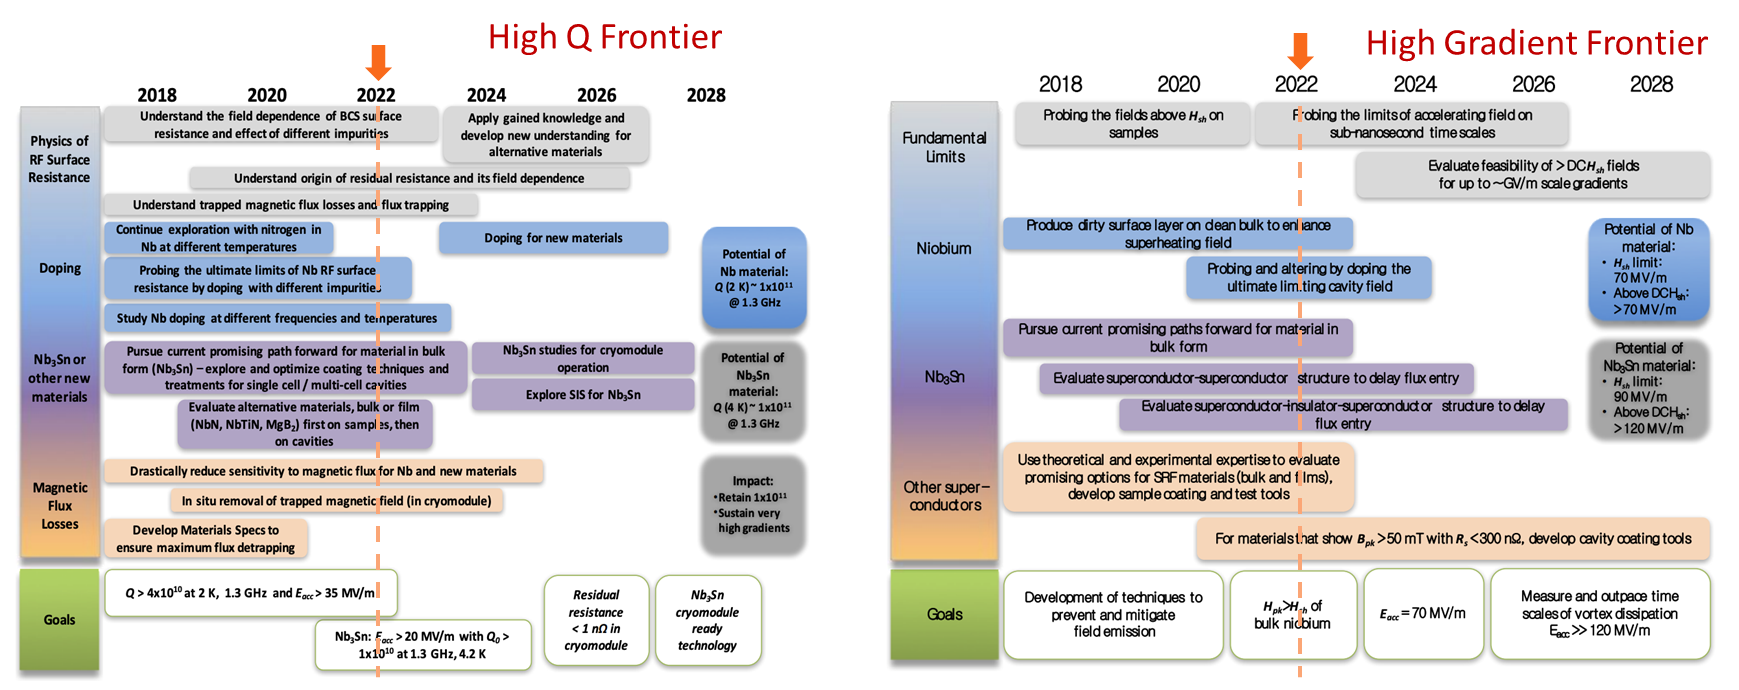 High Q Frontier
2018 2020 2022 2024 2026 2028
Physics of
RF Surface
Resistance
Understand the field dependence of BCS surface
resistance and effect of different impurities
Apply gained knowledge and
develop new understanding for
alternative materials
Understand origin of residual resistance and its field dependence
Understand trapped magnetic flux losses and flux trapping
Doping
Continue exploration with nitrogen in
Nb at different temperatures
Doping for new materials
Probing the ultimate limits of Nb RF surface
resistance by doping with different impurities
Study Nb doping at different frequencies and temperatures
Potential of
Nb material:
Q (2 K) ~ 1x10¹¹
@ 1.3 GHz
Nb₃Sn or
other new
materials
Pursue current promising path forward for material in bulk
form (Nb₃Sn) – explore and optimize coating techniques and
treatments for single cell / multi-cell cavities
Nb₃Sn studies for cryomodule
operation
Explore SIS for Nb₃Sn
Evaluate alternative materials, bulk or film
(NbN, NbTiN, MgB₂) first on samples, then
on cavities
Potential of
Nb₃Sn
material:
Q (4 K) ~ 1x10¹¹
@ 1.3 GHz
Magnetic
Flux
Losses
Drastically reduce sensitivity to magnetic flux for Nb and new materials
In situ removal of trapped magnetic field (in cryomodule)
Develop Materials Specs to
ensure maximum flux detrapping
Impact:
•Retain 1x10¹¹
•Sustain very
high gradients
Goals
Q > 4x10¹⁰ at 2 K, 1.3 GHz and Eₐcc > 35 MV/m
Nb₃Sn: Eₐcc > 20 MV/m with Q₀ >
1x10¹⁰ at 1.3 GHz, 4.2 K
Residual
resistance
< 1 nΩ in
cryomodule
Nb₃Sn
cryomodule
ready
technology
High Gradient Frontier
2018 2020 2022 2024 2026 2028
Fundamental
Limits
Probing the fields above Hsh on
samples
Probing the limits of accelerating field on
sub-nanosecond time scales
Evaluate feasibility of > DCHsh fields
for up to ~GV/m scale gradients
Niobium
Produce dirty surface layer on clean bulk to enhance
superheating field
Probing and altering by doping the
ultimate limiting cavity field
Potential of Nb
material:
• Hsh limit:
70 MV/m
• Above DCHsh:
>70 MV/m
Nb₃Sn
Pursue current promising paths forward for material in
bulk form
Evaluate superconductor-superconductor structure to delay flux entry
Evaluate superconductor-insulator-superconductor structure to delay
flux entry
Potential of
Nb₃Sn material:
• Hsh limit:
90 MV/m
• Above DCHsh:
>120 MV/m
Other super-
conductors
Use theoretical and experimental expertise to evaluate
promising options for SRF materials (bulk and films),
develop sample coating and test tools
For materials that show Bpk >50 mT with Rs <300 nΩ, develop cavity coating tools
Goals
Development of techniques to
prevent and mitigate
field emission
Hpk>Hsh of
bulk niobium
Eacc = 70 MV/m
Measure and outpace time
scales of vortex dissipation
Eacc >> 120 MV/m